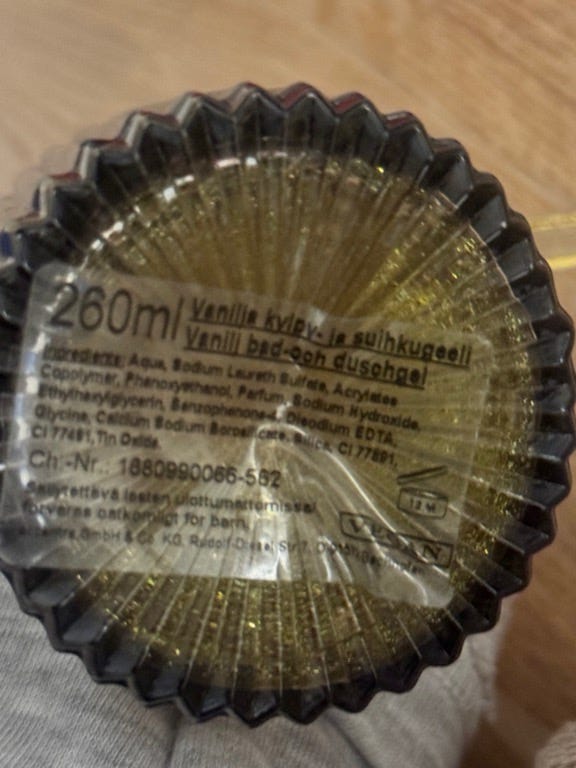 260ml
Vanilja kylpy- ja suihkugeeli
Vanilj bad-och duschgel
Ingredients: Aqua, Sodium Laureth Sulfate, Acrylates
Copolymer, Phenoxyethanol, Parfum, Sodium Hydroxide,
Ethylhexylglycerin, Benzophenone-4, Disodium EDTA,
Glycine, Calcium Sodium Borosilicate, Silica, CI 77891,
CI 77491, Tin Oxide.
Ch.-Nr.: 1880990066-562
Säilytettävä lasten ulottumattomissa!
Förvaras oåtkomligt för barn.
GmbH & Co. KG, Rudolf-Diesel Str.
12 M
VEGAN